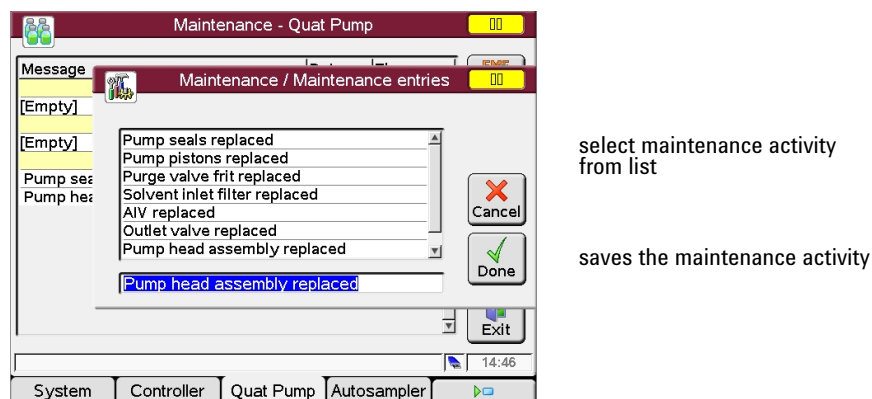 Maintenance - Quat Pump
Message
EMF
Maintenance / Maintenance entries
[Empty]
[Empty]
Pump sea
Pump hea
Pump seals replaced
Pump pistons replaced
Purge valve frit replaced
Solvent inlet filter replaced
AIV replaced
Outlet valve replaced
Pump head assembly replaced
Pump head assembly replaced
Cancel
Done
Exit
14:46
System Controller Quat Pump Autosampler
select maintenance activity
from list
saves the maintenance activity